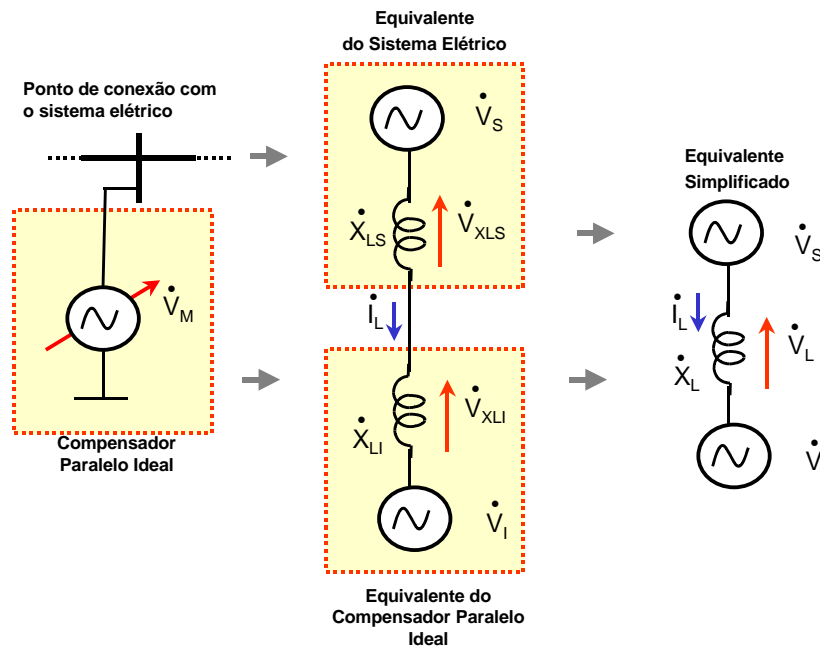 Ponto de conexão com
o sistema elétrico
V̇M
Compensador
Paralelo Ideal
Equivalente
do Sistema Elétrico
V̇S
ẊLS
V̇XLS
i̇L
ẊLI
V̇XLI
V̇I
Equivalente do
Compensador Paralelo
Ideal
Equivalente
Simplificado
V̇S
i̇L
ẊL
V̇L
V̇